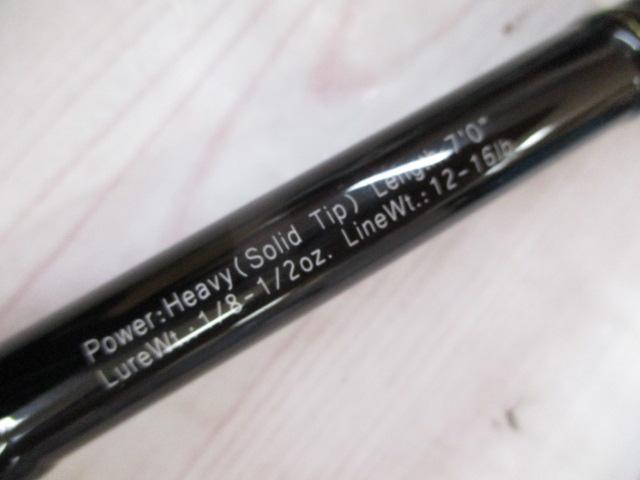 Power:Heavy(Solid Tip) Length 7'0"
LureWt.:1/8-1/2oz. LineWt.:12-16lb